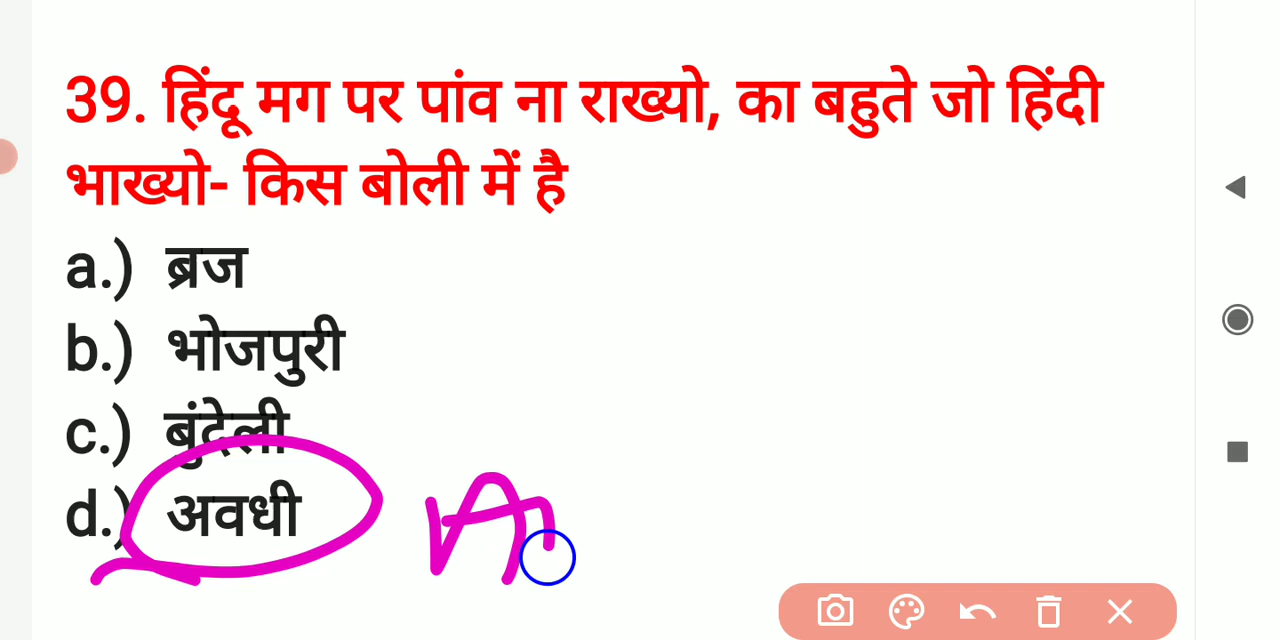 39. हिंदू मग पर पांव ना राख्यो, का बहुते जो हिंदी
भाख्यो- किस बोली में है
a.) ब्रज
b.) भोजपुरी
c.) बुंदेली
d.) अवधी